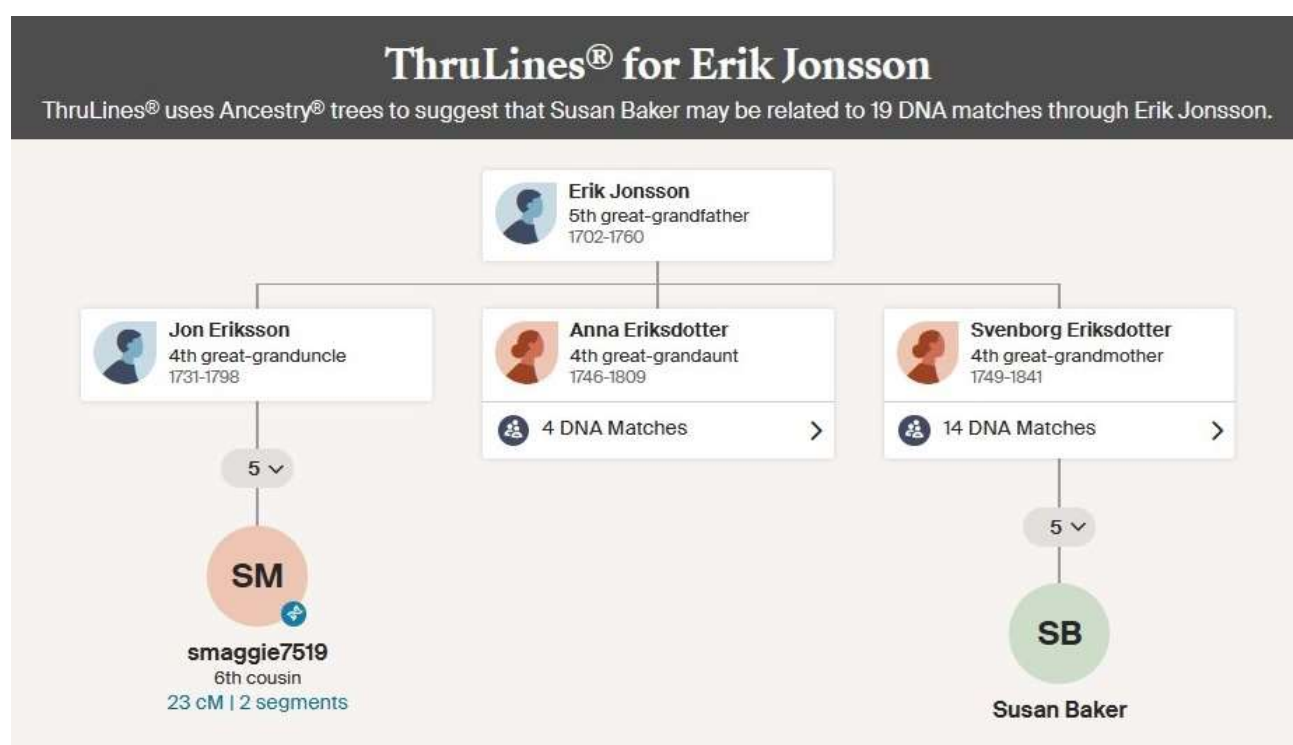 ThruLines® for Erik Jonsson
ThruLines® uses Ancestry® trees to suggest that Susan Baker may be related to 19 DNA matches through Erik Jonsson.
Erik Jonsson
5th great-grandfather
1702-1760
Jon Eriksson
4th great-granduncle
1731-1798
Anna Eriksdotter
4th great-grandaunt
1746-1809
4 DNA Matches
Svenborg Eriksdotter
4th great-grandmother
1749-1841
14 DNA Matches
5
SM
smaggie7519
6th cousin
23 cM | 2 segments
5
SB
Susan Baker